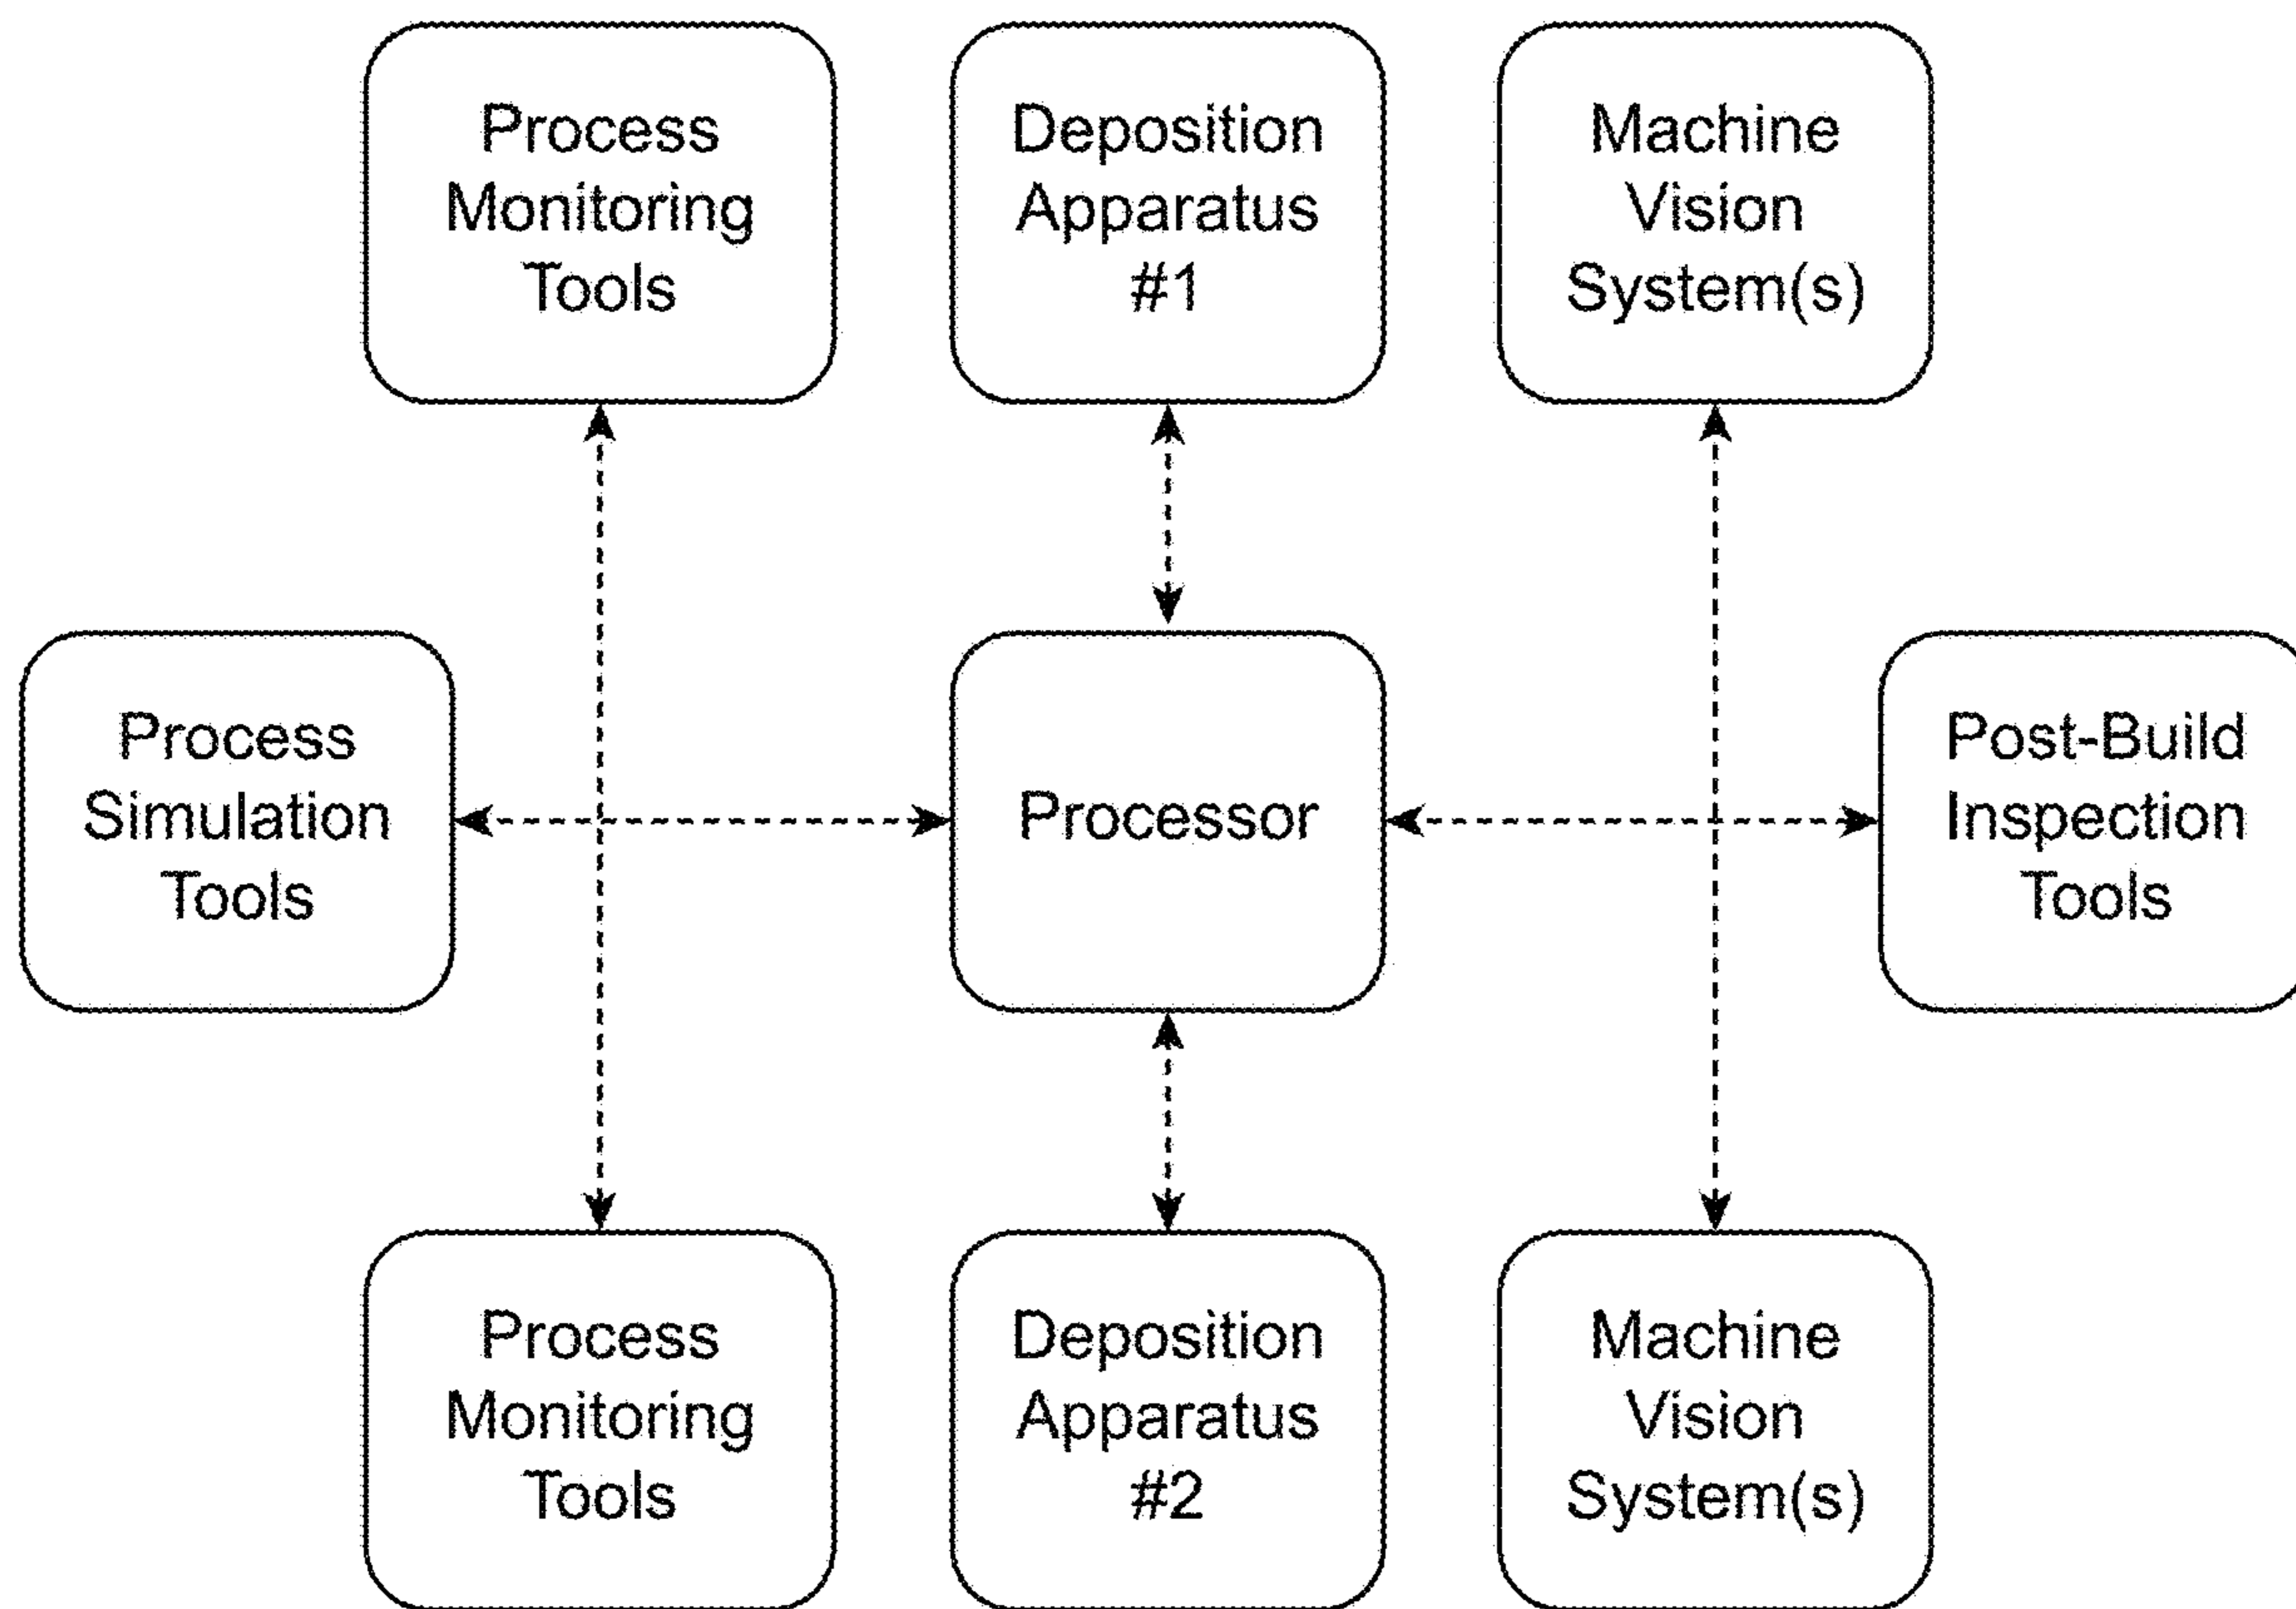 Process
Monitoring
Tools
Deposition
Apparatus
#1
Machine
Vision
System(s)
Process
Simulation
Tools
Processor
Post-Build
Inspection
Tools
Process
Monitoring
Tools
Deposition
Apparatus
#2
Machine
Vision
System(s)